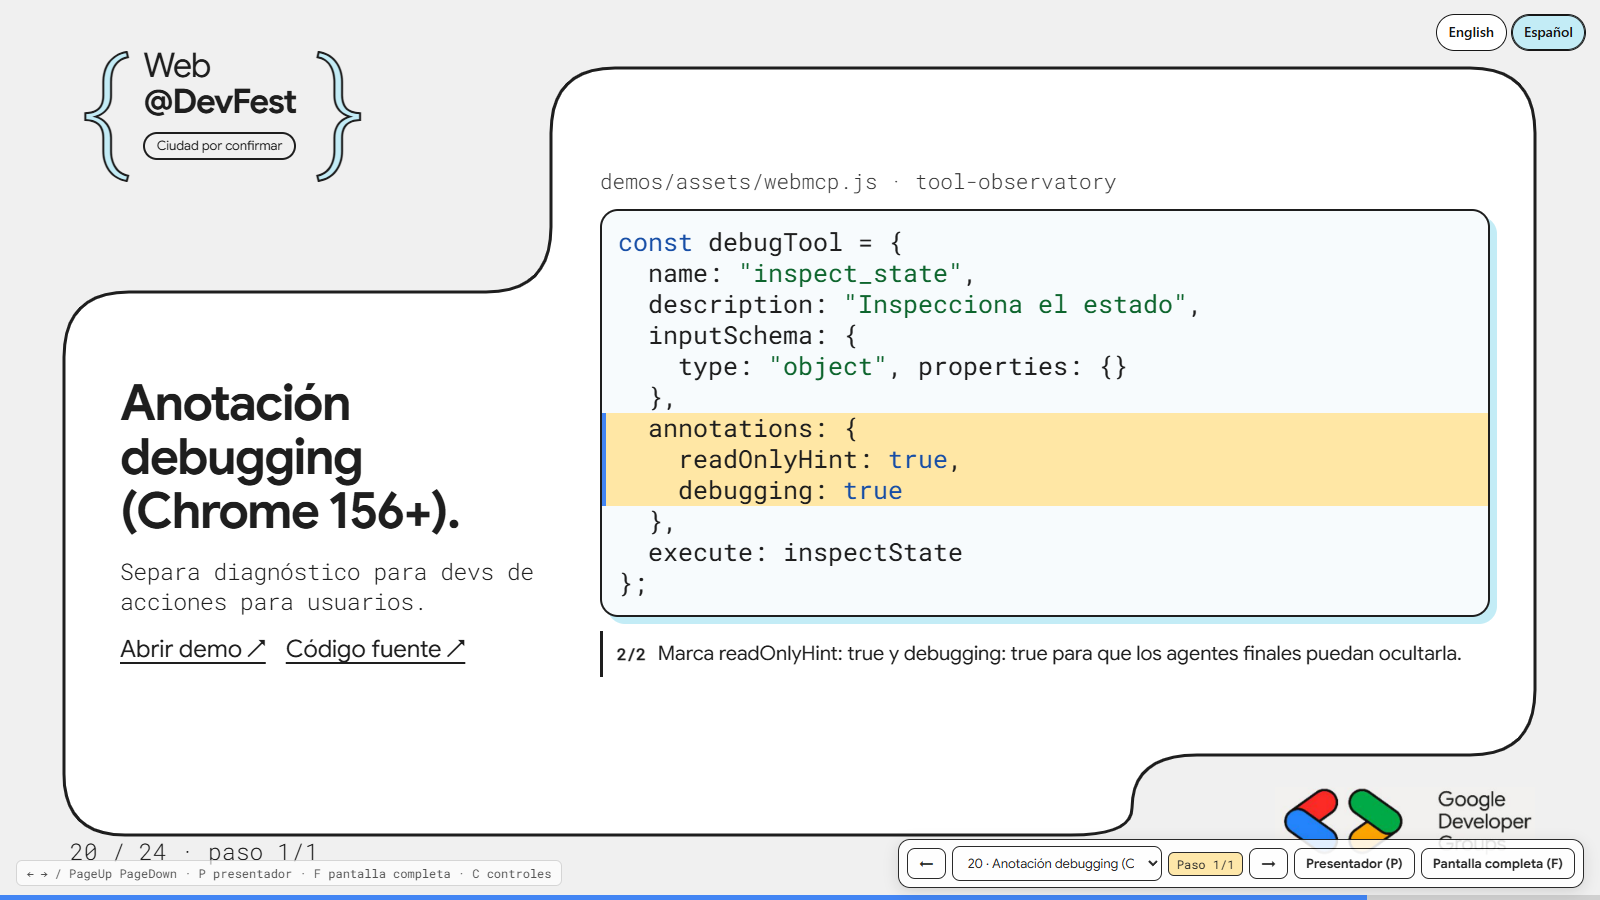 English
Español
Web
@DevFest
Ciudad por confirmar
demos/assets/webmcp.js · tool-observatory
const debugTool = {
  name: "inspect_state",
  description: "Inspecciona el estado",
  inputSchema: {
    type: "object", properties: {}
  },
  annotations: {
    readOnlyHint: true,
    debugging: true
  },
  execute: inspectState
};
Anotación
debugging
(Chrome 156+).
Separa diagnóstico para devs de
acciones para usuarios.
Abrir demo ↗ Código fuente ↗
2/2 Marca readOnlyHint: true y debugging: true para que los agentes finales puedan ocultarla.
Google
Developer
Groups
20 / 24 · paso 1/1
← → / PageUp PageDown · P presentador · F pantalla completa · C controles
← 20 · Anotación debugging (C Paso 1/1 → Presentador (P) Pantalla completa (F)